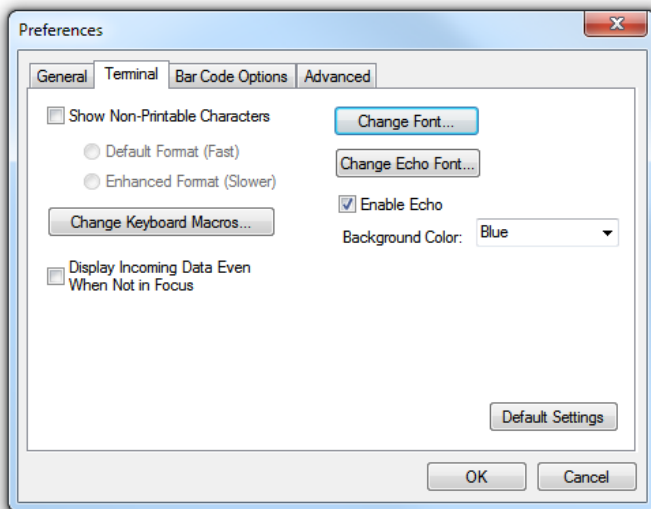 Preferences
General Terminal Bar Code Options Advanced
Show Non-Printable Characters
Default Format (Fast)
Enhanced Format (Slower)
Change Keyboard Macros...
Display Incoming Data Even
When Not in Focus
Change Font...
Change Echo Font...
Enable Echo
Background Color: Blue
Default Settings
OK Cancel